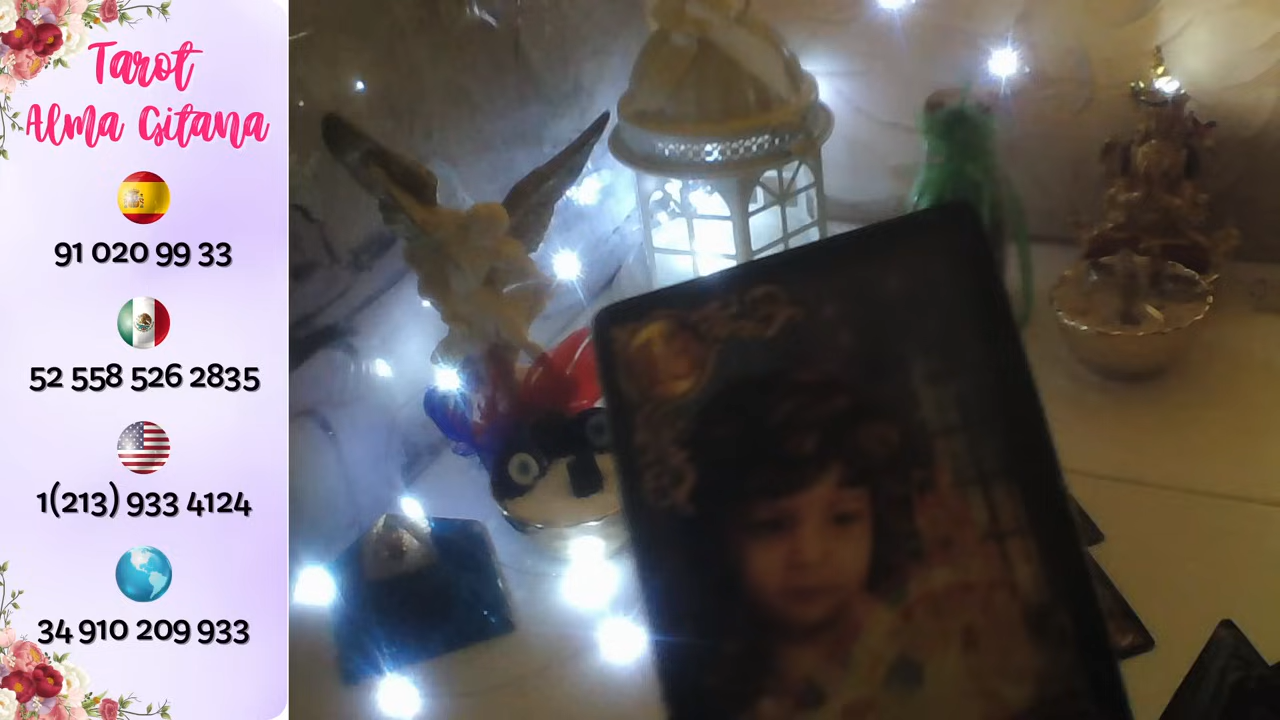 Tarot
Alma Gitana
91 020 99 33
52 558 526 2835
1(213) 933 4124
34 910 209 933